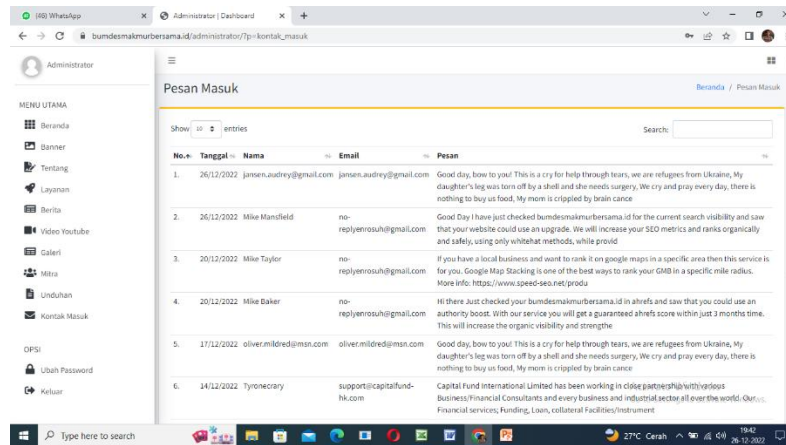 (46) WhatsApp
Administrator | Dashboard
bumdesmakmurbersama.id/administrator/?p=kontak_masuk
Administrator
MENU UTAMA
Beranda
Banner
Tentang
Layanan
Berita
Video Youtube
Galeri
Mitra
Unduhan
Kontak Masuk
OPSI
Ubah Password
Keluar
Pesan Masuk
Beranda / Pesan Masuk
Show 10 entries
Search:
No. Tanggal Nama Email Pesan
1. 26/12/2022 jansen.audrey@gmail.com jansen.audrey@gmail.com Good day, bow to you! This is a cry for help through tears, we are refugees from Ukraine, My
daughter's leg was torn off by a shell and she needs surgery, We cry and pray every day, there is
nothing to buy us food, My mom is crippled by brain cance
2. 26/12/2022 Mike Mansfield no-replyenrosuh@gmail.com Good Day I have just checked bumdesmakmurbersama.id for the current search visibility and saw
that your website could use an upgrade. We will increase your SEO metrics and ranks organically
and safely, using only whitehat methods, while provid
3. 20/12/2022 Mike Taylor no-replyenrosuh@gmail.com If you have a local business and want to rank it on google maps in a specific area then this service is
for you. Google Map Stacking is one of the best ways to rank your GMB in a specific mile radius.
More info: https://www.speed-seo.net/produ
4. 20/12/2022 Mike Baker no-replyenrosuh@gmail.com Hi there Just checked your bumdesmakmurbersama.id in ahrefs and saw that you could use an
authority boost. With our service you will get a guaranteed ahrefs score within just 3 months time.
This will increase the organic visibility and strengthe
5. 17/12/2022 oliver.mildred@msn.com oliver.mildred@msn.com Good day, bow to you! This is a cry for help through tears, we are refugees from Ukraine, My
daughter's leg was torn off by a shell and she needs surgery, We cry and pray every day, there is
nothing to buy us food, My mom is crippled by brain cance
6. 14/12/2022 Tyronecrary support@capitalfund-hk.com Capital Fund International Limited has been working in close partnership with various
Business/Financial Consultants and every business and industrial sector all over the world. Our
Financial services; Funding, Loan, collateral Facilities/Instrument
Type here to search
27°C Cerah
19:42
26-12-2022